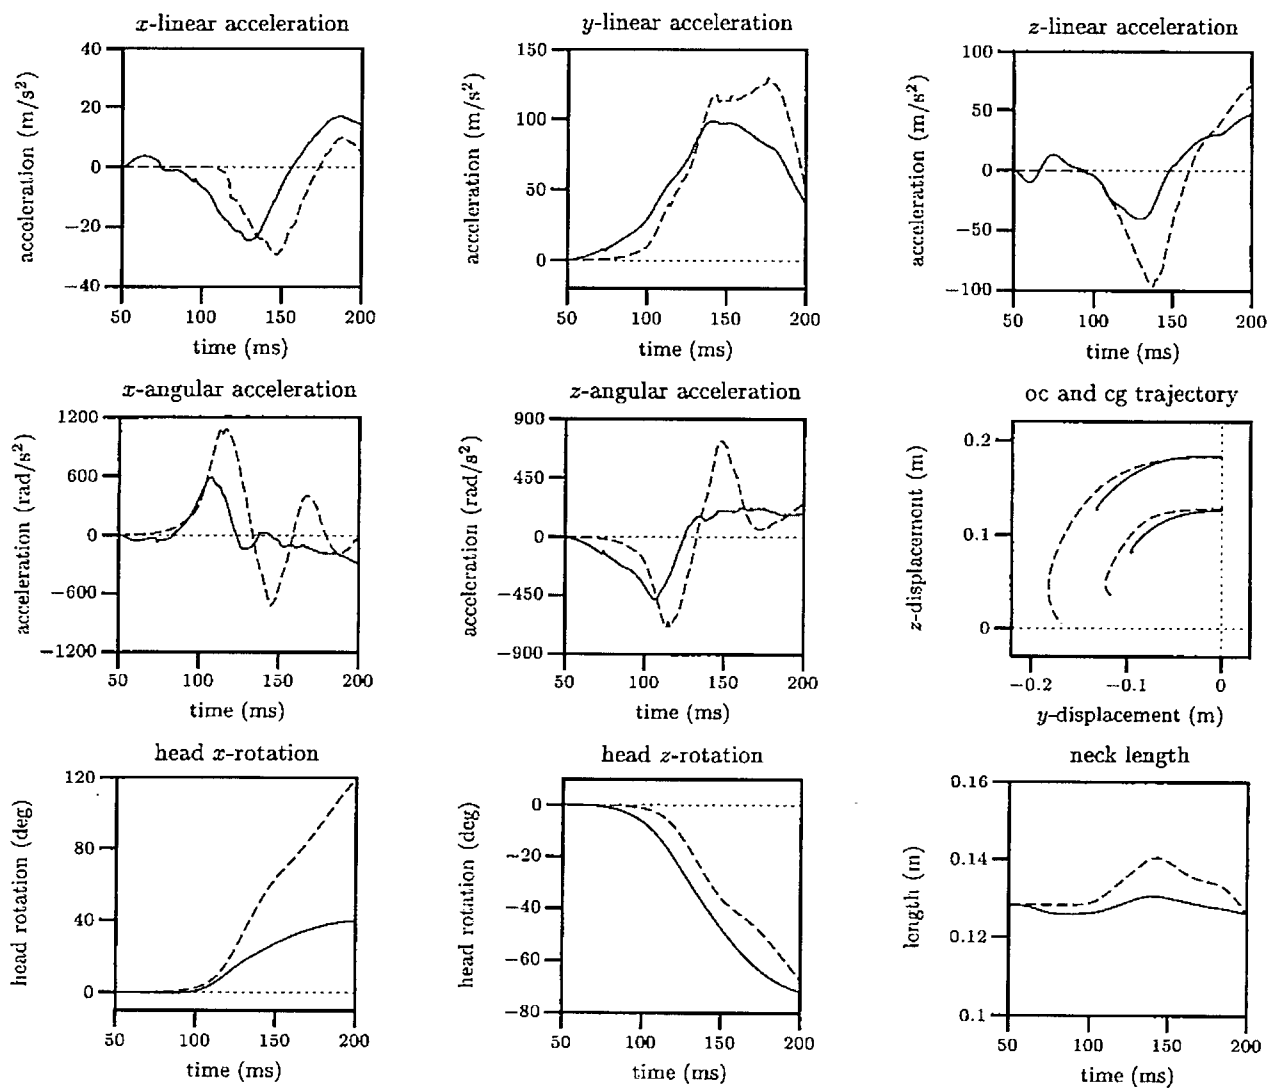 x-linear acceleration
y-linear acceleration
z-linear acceleration
acceleration (m/s²)
40
20
0
−20
−40
50 100 150 200
time (ms)
acceleration (m/s²)
150
100
50
0
50 100 150 200
time (ms)
acceleration (m/s²)
100
50
0
−50
−100
50 100 150 200
time (ms)
x-angular acceleration
z-angular acceleration
oc and cg trajectory
acceleration (rad/s²)
1200
600
0
−600
−1200
50 100 150 200
time (ms)
acceleration (rad/s²)
900
450
0
−450
−900
50 100 150 200
time (ms)
z-displacement (m)
0.2
0.1
0
−0.2 −0.1 0
y-displacement (m)
head x-rotation
head z-rotation
neck length
head rotation (deg)
120
80
40
0
50 100 150 200
time (ms)
head rotation (deg)
0
−20
−40
−60
−80
50 100 150 200
time (ms)
length (m)
0.16
0.14
0.12
0.1
50 100 150 200
time (ms)